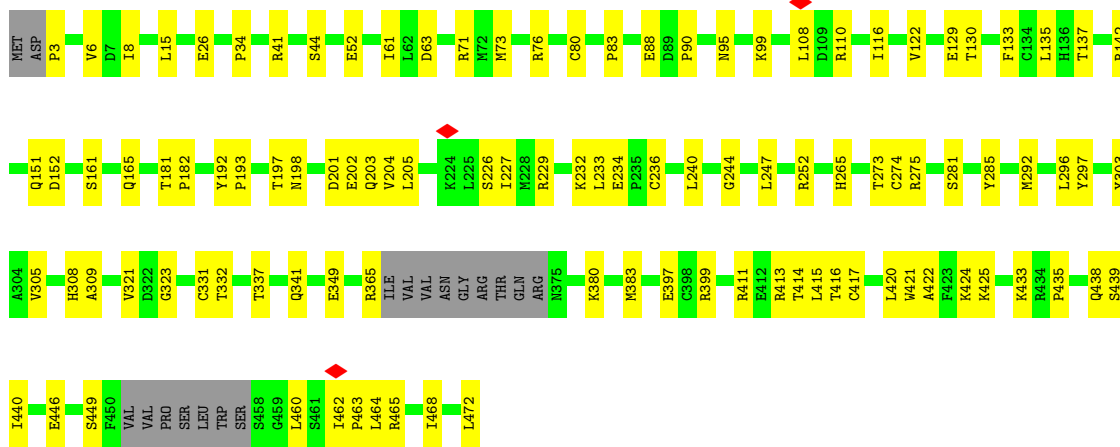 MET ASP P3 V6 D7 I8 L15 E26 P34 R41 S44 E52 I61 L62 D63 R71 M72 M73 R76 C80 P83 E88 D89 P90 N95 K99 L108 D109 R110 I116 V122 E129 T130 F133 C134 L135 H136 T137
Q151 D152 S161 Q165 T181 P182 Y192 P193 T197 N198 D201 E202 Q203 V204 L205 K224 L225 S226 I227 M228 R229 K232 L233 E234 P235 C236 L240 G244 L247 R252 H265 T273 C274 R275 S281 Y285 M292 L296 Y297
A304 V305 H308 A309 V321 D322 G323 C331 T332 T337 Q341 E349 R365 ILE VAL VAL ASN GLY ARG THR GLN ARG N375 K380 M383 E397 C398 R399 R411 E412 R413 T414 L415 T416 C417 L420 W421 A422 F423 K424 K425 K433 R434 P435 Q438 S439
I440 E446 S449 F450 VAL VAL PRO SER LEU TRP SER S458 G459 L460 S461 I462 P463 L464 R465 I468 L472